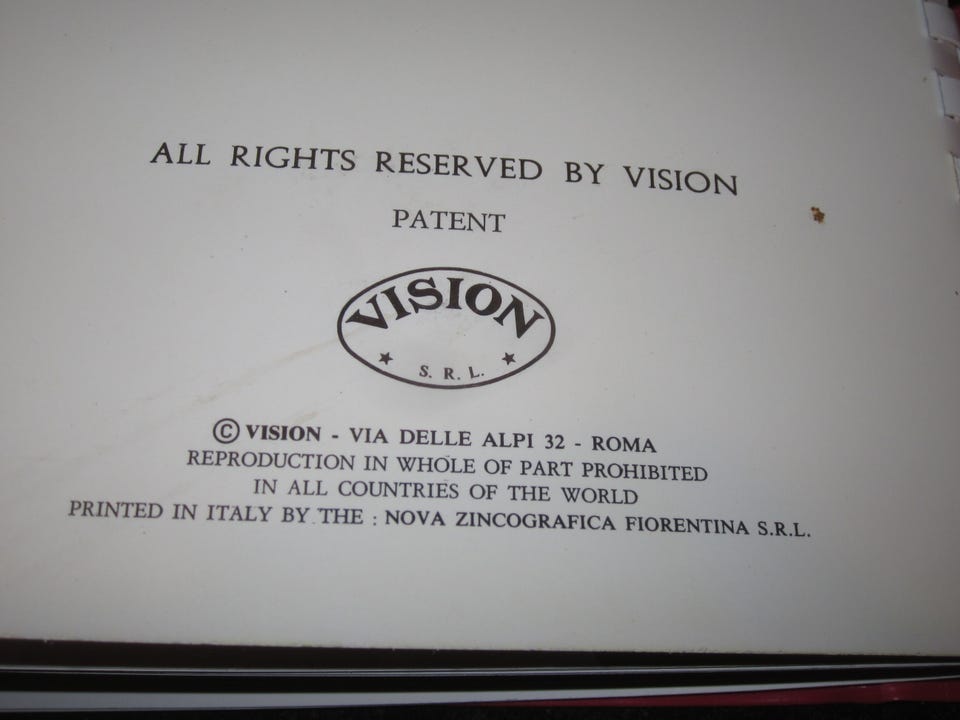 ALL RIGHTS RESERVED BY VISION
PATENT
VISION
★ S. R. L. ★
© VISION - VIA DELLE ALPI 32 - ROMA
REPRODUCTION IN WHOLE OF PART PROHIBITED
IN ALL COUNTRIES OF THE WORLD
PRINTED IN ITALY BY THE : NOVA ZINCOGRAFICA FIORENTINA S.R.L.